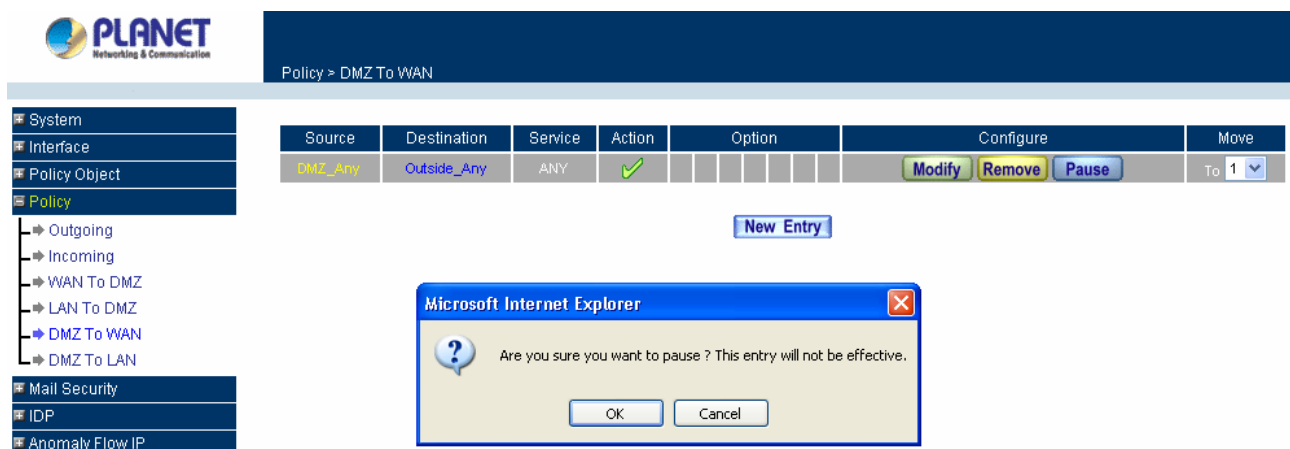 PLANET
Networking & Communication
Policy > DMZ To WAN
System
Interface
Policy Object
Policy
Outgoing
Incoming
WAN To DMZ
LAN To DMZ
DMZ To WAN
DMZ To LAN
Mail Security
IDP
Anomaly Flow IP
Source Destination Service Action Option Configure Move
DMZ_Any Outside_Any ANY Modify Remove Pause To 1
New Entry
Microsoft Internet Explorer
Are you sure you want to pause ? This entry will not be effective.
OK Cancel